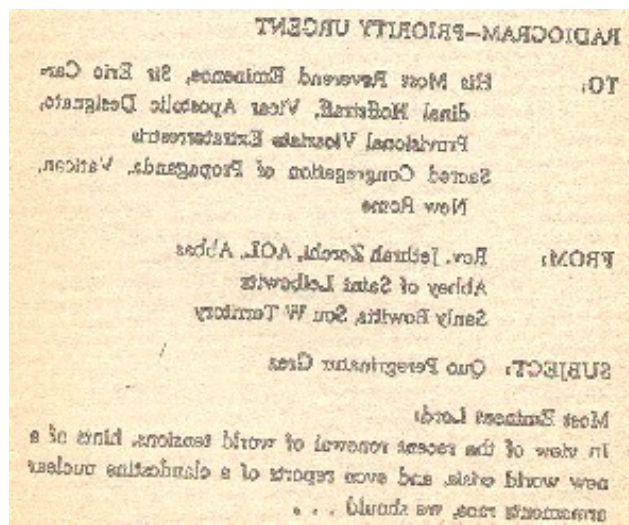 RADIOGRAM—PRIORITY URGENT
TO: His Most Reverend Eminence, Sir Eric Car-
dinal Hoffstraff, Vicar Apostolic Designate,
Provisional Vicariate Extraterrestris
Sacred Congregation of Propaganda, Vatican,
New Rome
FROM: Rev. Jethrah Zerchi, AOL, Abbas
Abbey of Saint Leibowitz
Sanly Bowitts, Sou W Territory
SUBJECT: Quo Peregrinatur Grex
Most Eminent Lord:
In view of the recent renewal of world tensions, hints of a
new world crisis, and even reports of a clandestine nuclear
armaments race, we should . . .